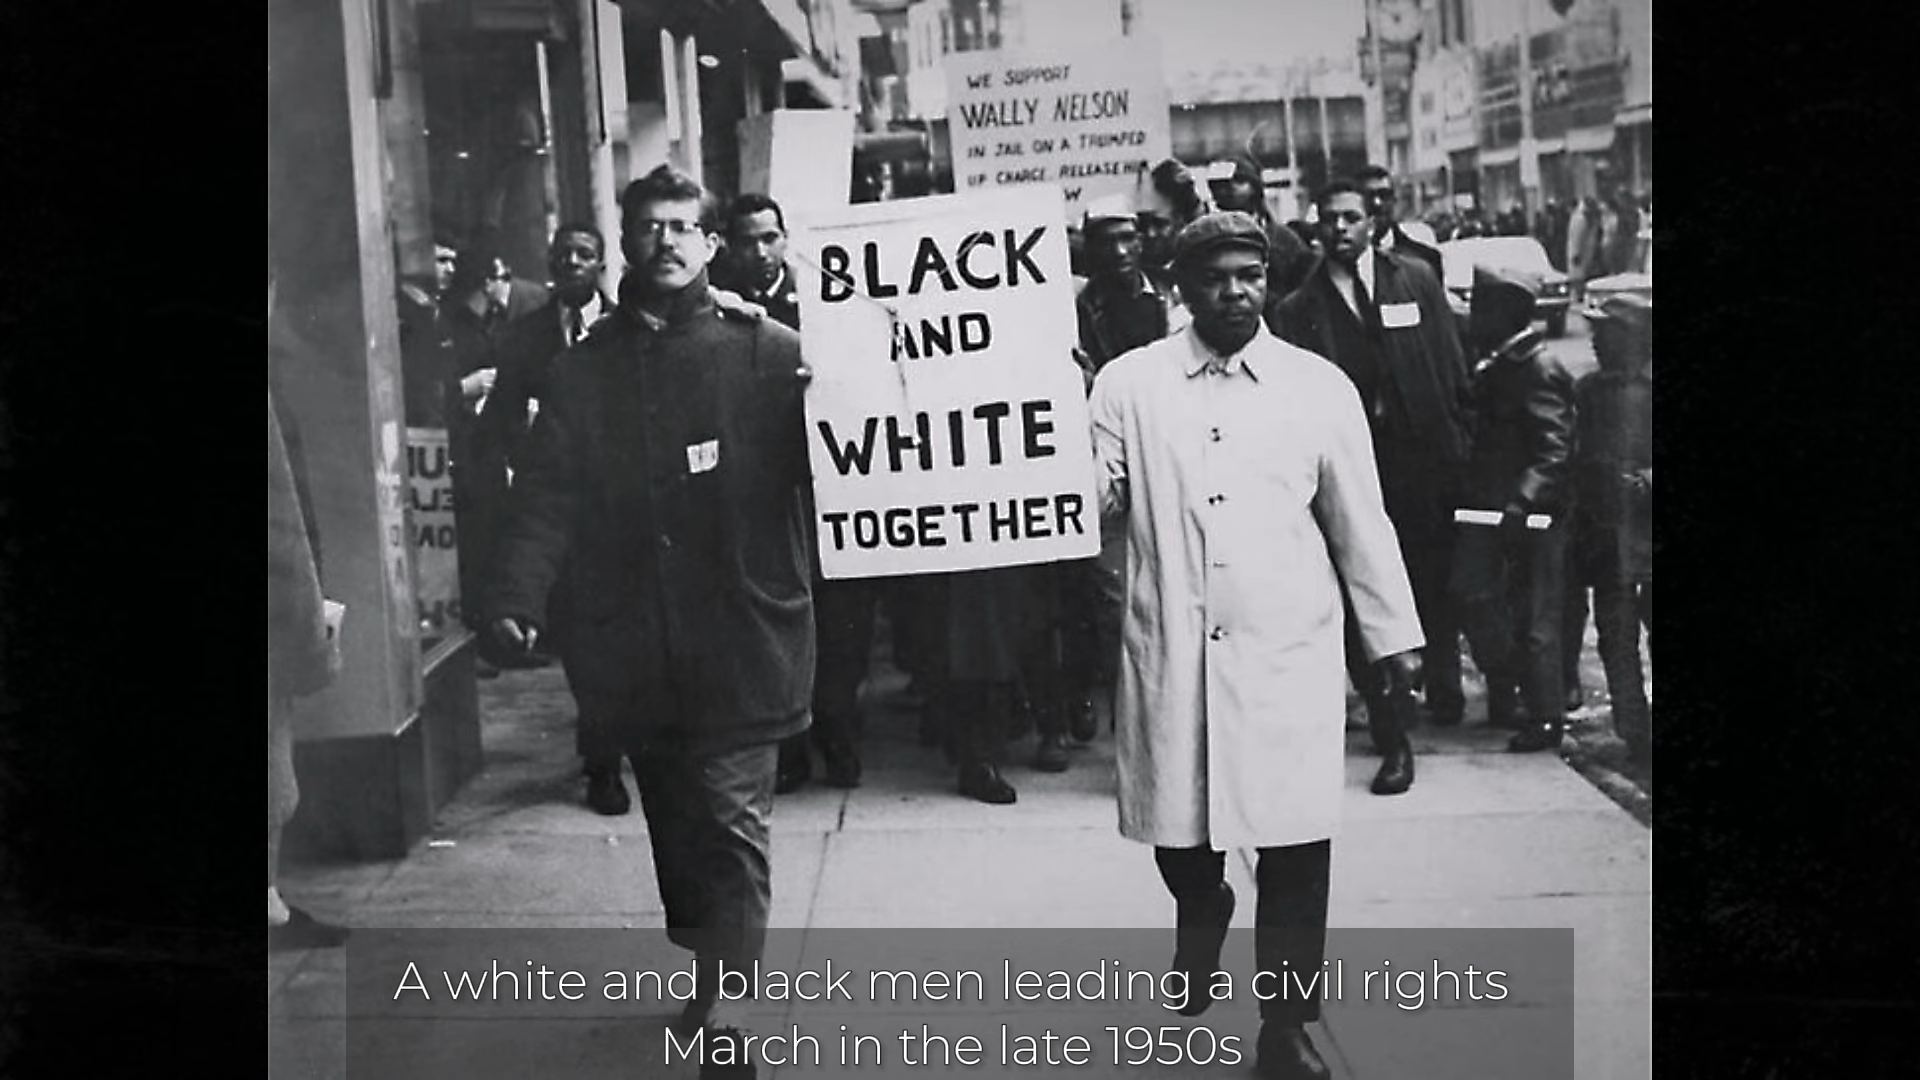 WE SUPPORT
WALLY NELSON
IN JAIL ON A TRUMPED
UP CHARGE. RELEASE HIM
W
BLACK
AND
WHITE
TOGETHER
A white and black men leading a civil rights
March in the late 1950s